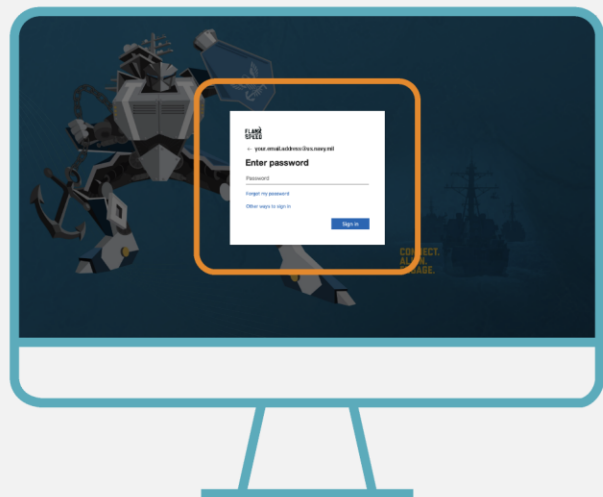 FLANK
SPEED
← your.email.address@us.navy.mil
Enter password
Password
Forgot my password
Other ways to sign in
Sign in
CONNECT.
ALIGN.
ENGAGE.